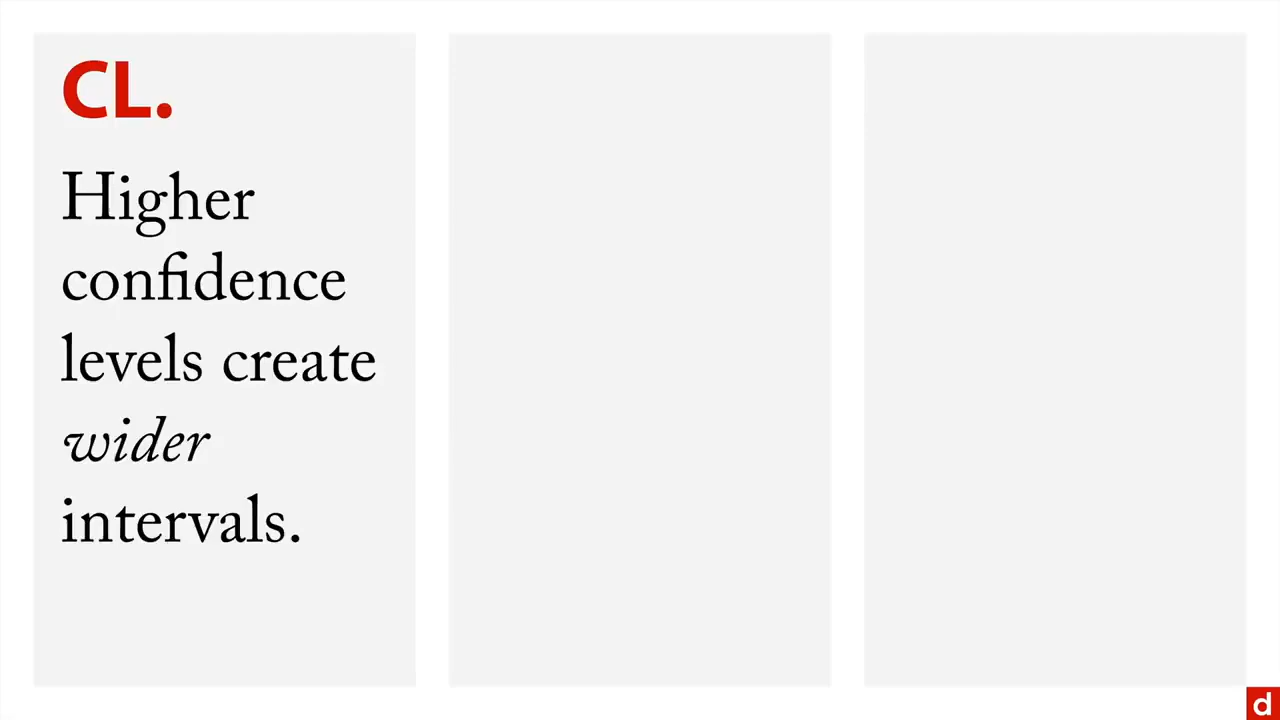 CL.
Higher
confidence
levels create
wider
intervals.
d